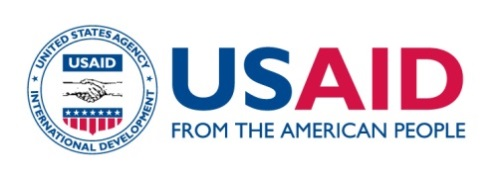 UNITED STATES AGENCY
USAID
INTERNATIONAL DEVELOPMENT
USAID
FROM THE AMERICAN PEOPLE